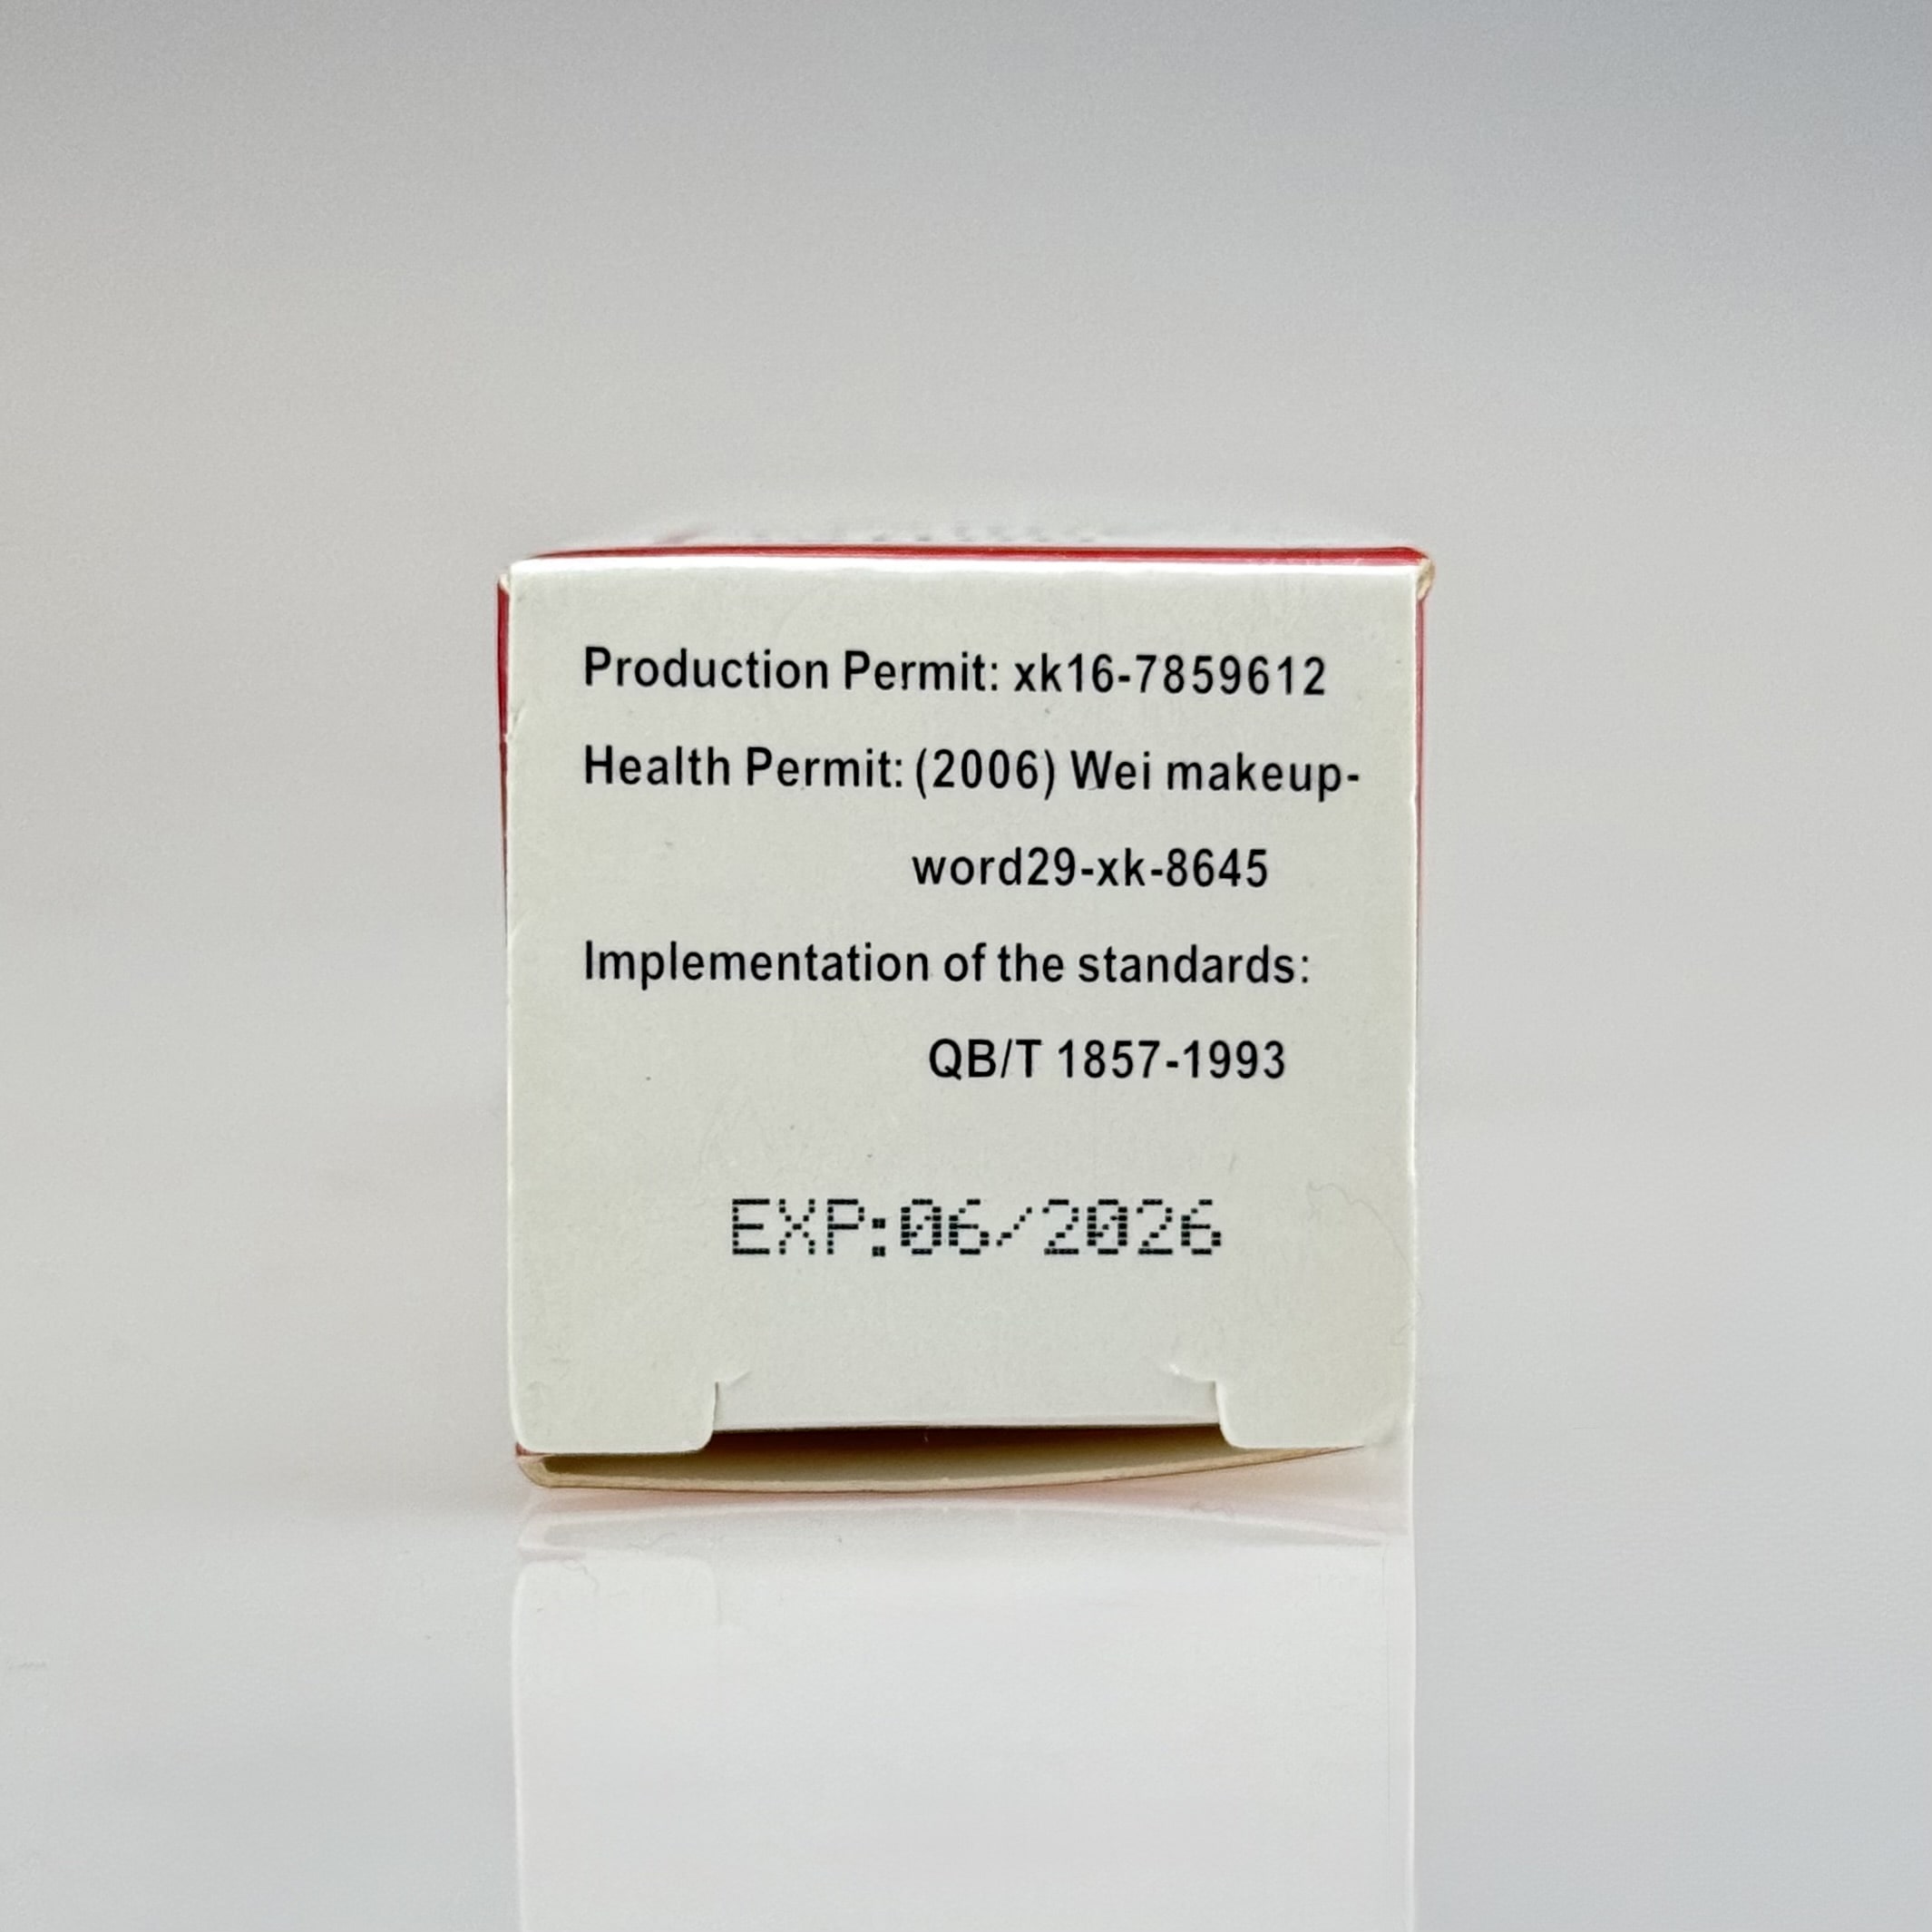 Production Permit: xk16-7859612
Health Permit: (2006) Wei makeup-
word29-xk-8645
Implementation of the standards:
QB/T 1857-1993
EXP:06/2026